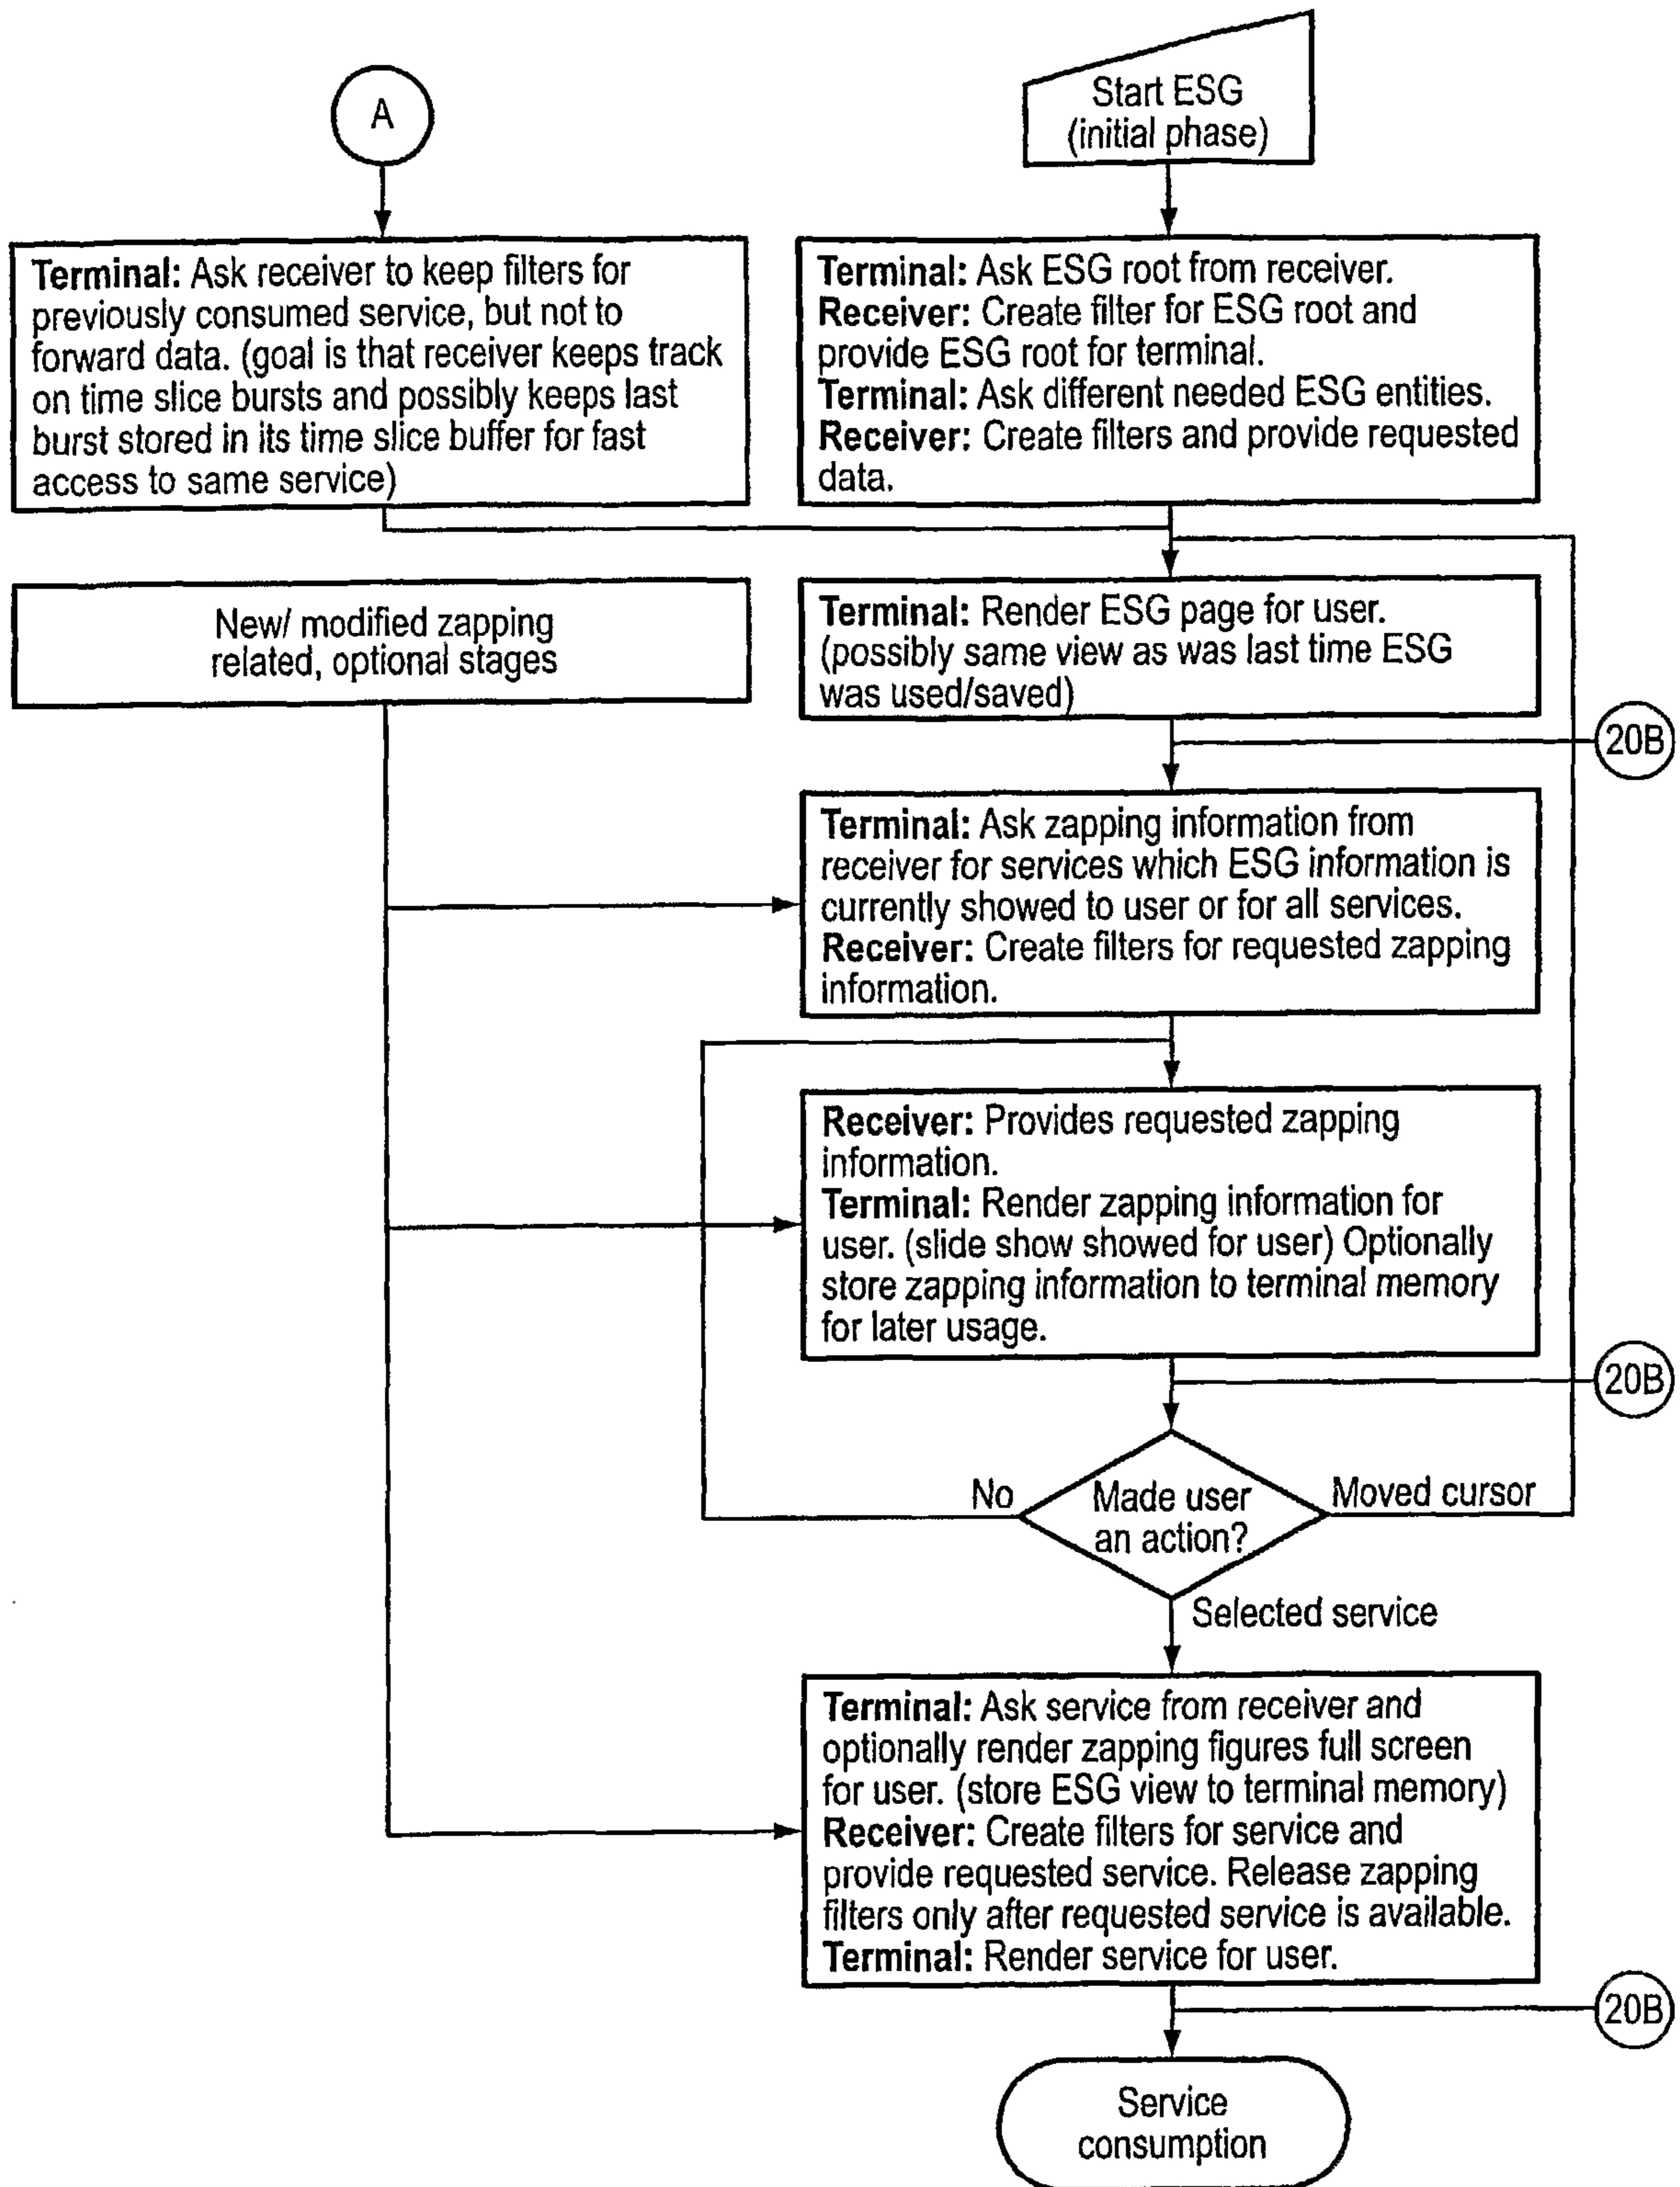 A
Start ESG
(initial phase)
Terminal: Ask receiver to keep filters for
previously consumed service, but not to
forward data. (goal is that receiver keeps track
on time slice bursts and possibly keeps last
burst stored in its time slice buffer for fast
access to same service)
Terminal: Ask ESG root from receiver.
Receiver: Create filter for ESG root and
provide ESG root for terminal.
Terminal: Ask different needed ESG entities.
Receiver: Create filters and provide requested
data.
New/ modified zapping
related, optional stages
Terminal: Render ESG page for user.
(possibly same view as was last time ESG
was used/saved)
20B
Terminal: Ask zapping information from
receiver for services which ESG information is
currently showed to user or for all services.
Receiver: Create filters for requested zapping
information.
Receiver: Provides requested zapping
information.
Terminal: Render zapping information for
user. (slide show showed for user) Optionally
store zapping information to terminal memory
for later usage.
20B
No
Made user
an action?
Moved cursor
Selected service
Terminal: Ask service from receiver and
optionally render zapping figures full screen
for user. (store ESG view to terminal memory)
Receiver: Create filters for service and
provide requested service. Release zapping
filters only after requested service is available.
Terminal: Render service for user.
20B
Service
consumption